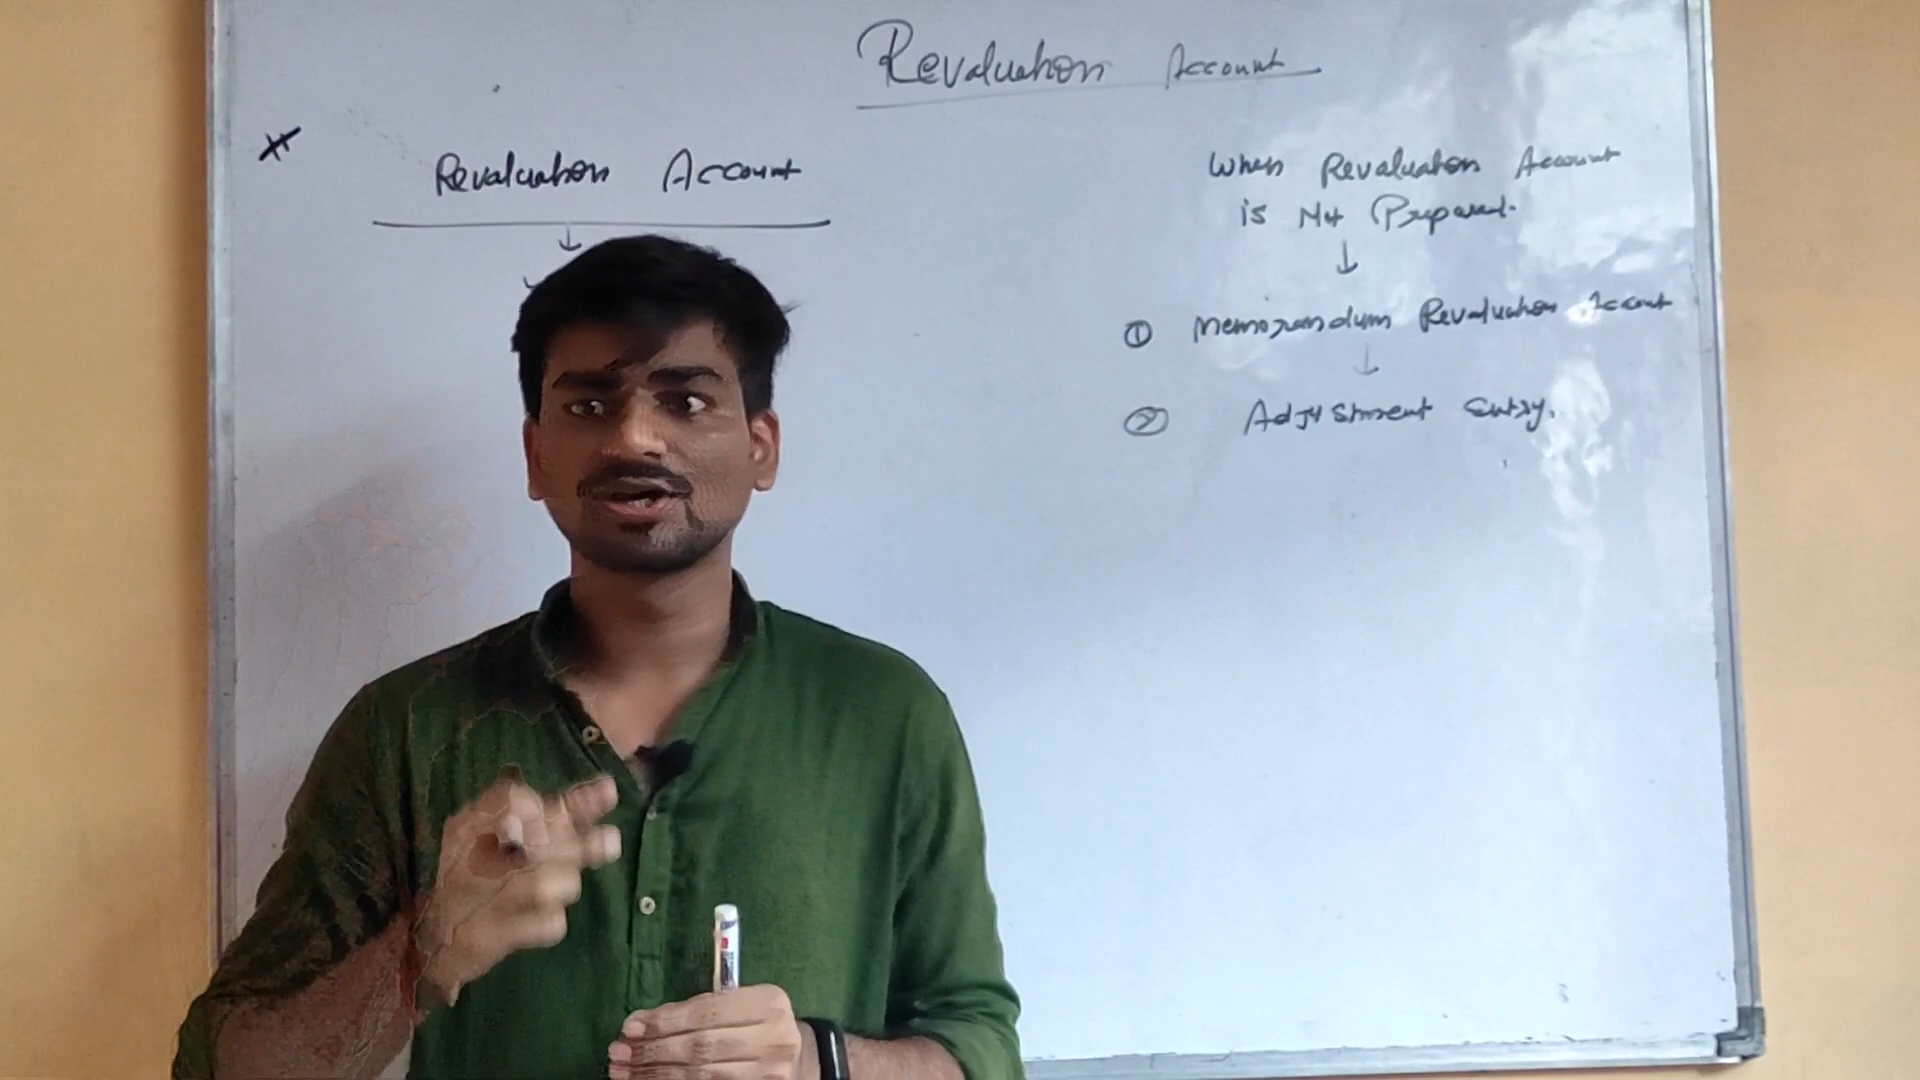 Revaluation Account
Revaluation Account
When Revaluation Account
is Not Prepared.
① Memorandum Revaluation Account
② Adjustment Entry.